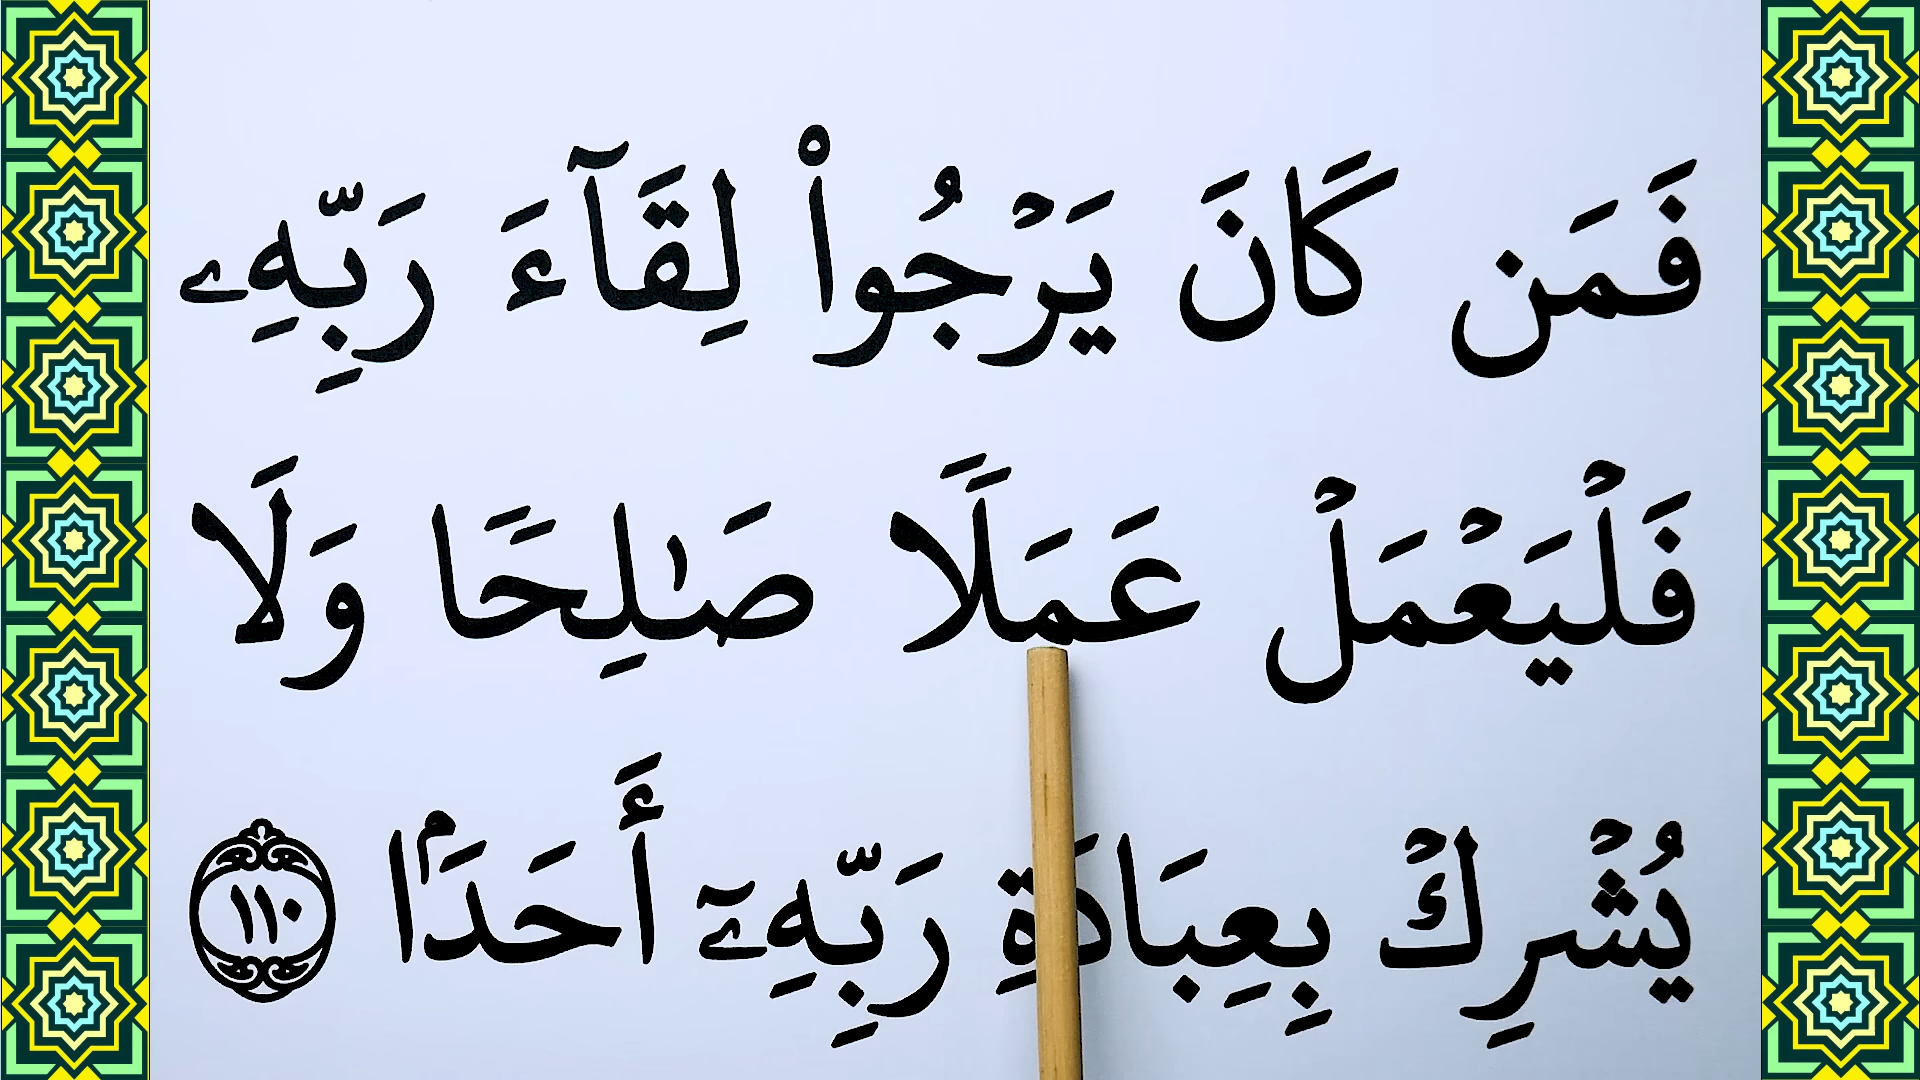 فَمَن كَانَ يَرْجُوا۟ لِقَآءَ رَبِّهِۦ
فَلْيَعْمَلْ عَمَلًا صَـٰلِحًا وَلَا
يُشْرِكْ بِعِبَادَةِ رَبِّهِۦٓ أَحَدًۢا ١١٠